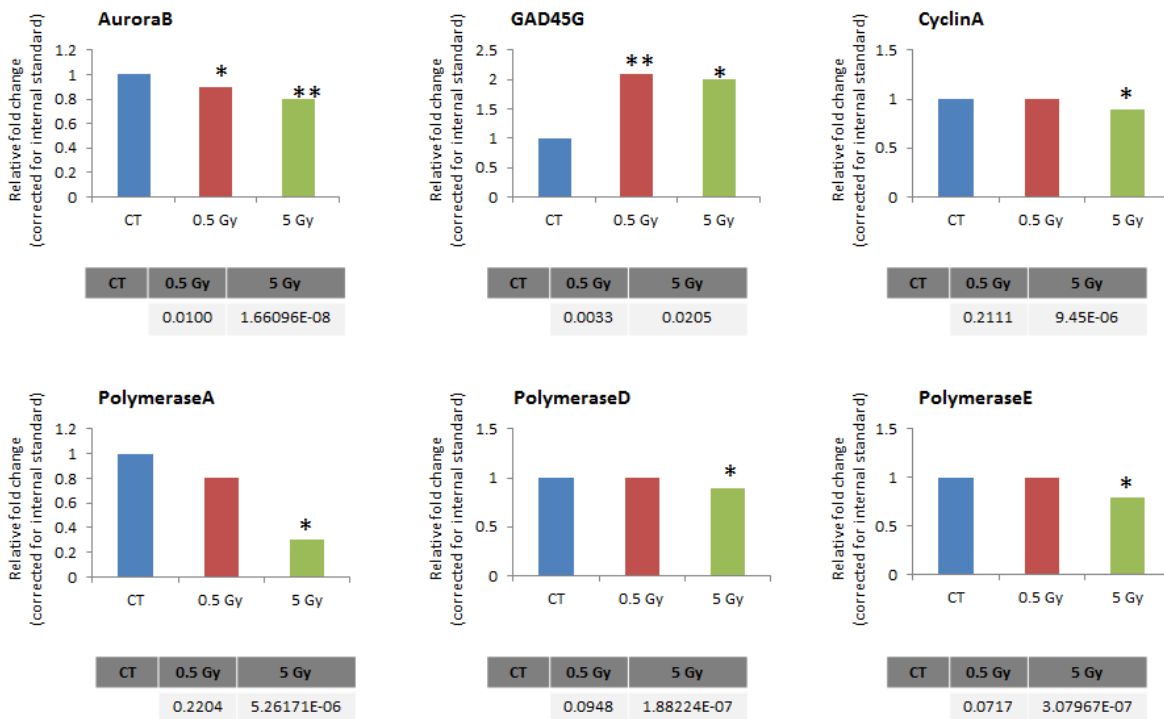 AuroraB
Relative fold change
(corrected for internal standard)
1.2
1
0.8
0.6
0.4
0.2
0
*
**
CT 0.5 Gy 5 Gy
CT 0.5 Gy 5 Gy
0.0100 1.66096E-08
GAD45G
Relative fold change
(corrected for internal standard)
2.5
2
1.5
1
0.5
0
**
*
CT 0.5 Gy 5 Gy
CT 0.5 Gy 5 Gy
0.0033 0.0205
CyclinA
Relative fold change
(corrected for internal standard)
1.5
1
0.5
0
*
CT 0.5 Gy 5 Gy
CT 0.5 Gy 5 Gy
0.2111 9.45E-06
PolymeraseA
Relative fold change
(corrected for internal standard)
1.2
1
0.8
0.6
0.4
0.2
0
*
CT 0.5 Gy 5 Gy
CT 0.5 Gy 5 Gy
0.2204 5.26171E-06
PolymeraseD
Relative fold change
(corrected for internal standard)
1.5
1
0.5
0
*
CT 0.5 Gy 5 Gy
CT 0.5 Gy 5 Gy
0.0948 1.88224E-07
PolymeraseE
Relative fold change
(corrected for internal standard)
1.5
1
0.5
0
*
CT 0.5 Gy 5 Gy
CT 0.5 Gy 5 Gy
0.0717 3.07967E-07